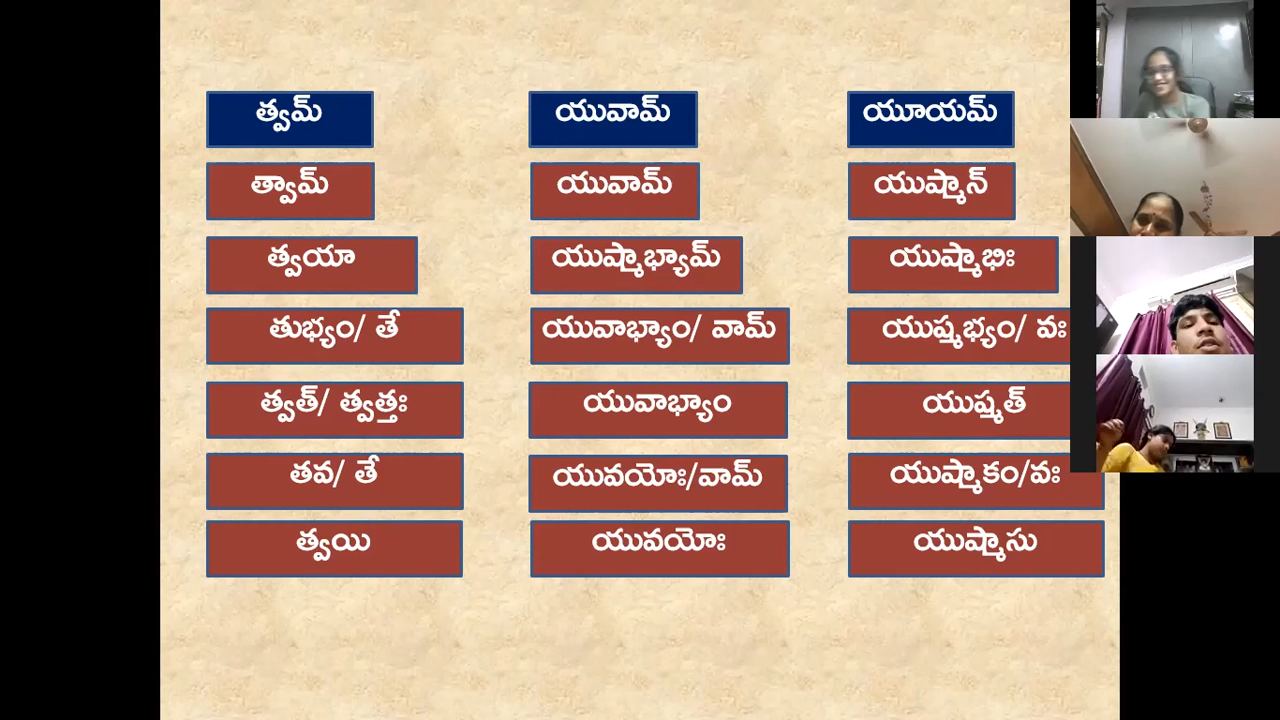 త్వమ్ యువామ్ యూయమ్
త్వామ్ యువామ్ యుష్మాన్
త్వయా యుష్మాభ్యామ్ యుష్మాభిః
తుభ్యం/ తే యువాభ్యాం/ వామ్ యుష్మభ్యం/ వః
త్వత్/ త్వత్తః యువాభ్యాం యుష్మత్
తవ/ తే యువయోః/వామ్ యుష్మాకం/వః
త్వయి యువయోః యుష్మాసు